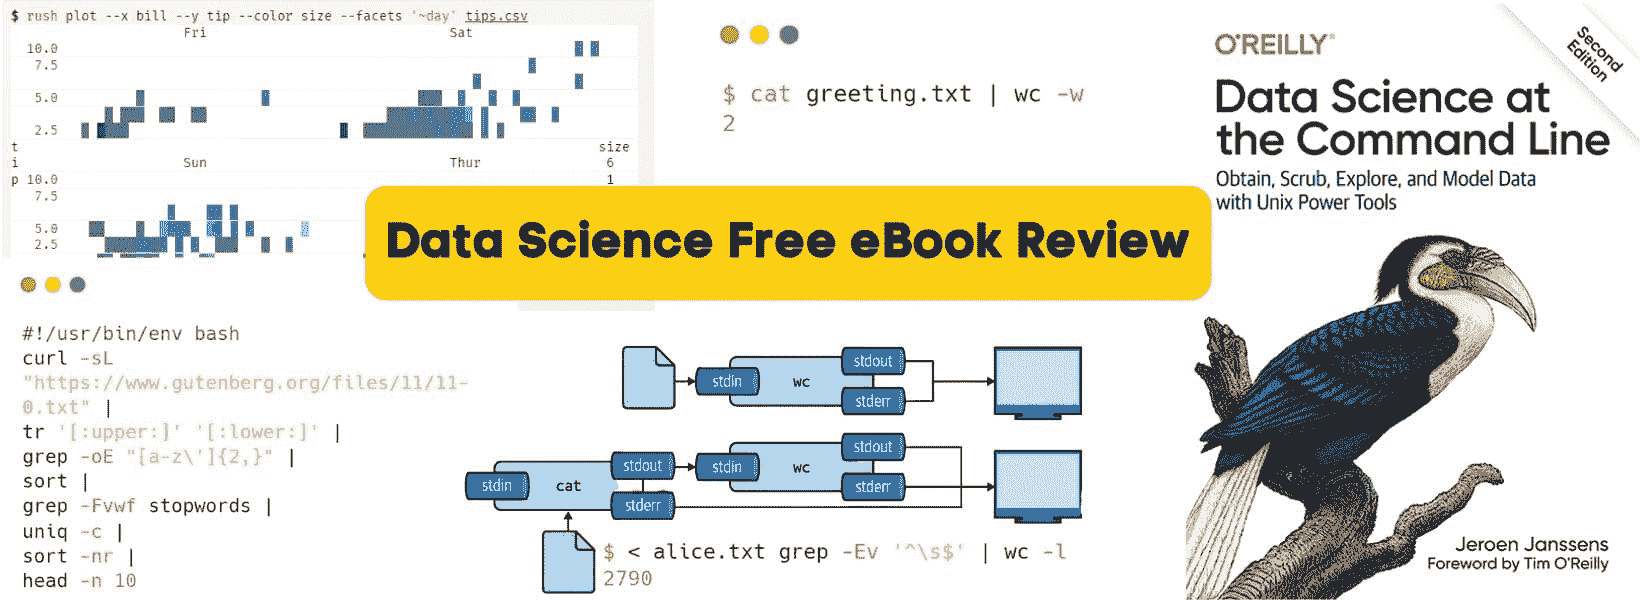 $ rush plot --x bill --y tip --color size --facets '~day' tips.csv
Fri Sat
10.0
7.5
5.0
2.5
t
i
p
size
6
1
Sun Thur
10.0
7.5
5.0
2.5
$ cat greeting.txt | wc -w
2
O'REILLY®
Second
Edition
Data Science at
the Command Line
Obtain, Scrub, Explore, and Model Data
with Unix Power Tools
Data Science Free eBook Review
#!/usr/bin/env bash
curl -sL
"https://www.gutenberg.org/files/11/11-
0.txt" |
tr '[:upper:]' '[:lower:]' |
grep -oE "[a-z\']{2,}" |
sort |
grep -Fvwf stopwords |
uniq -c |
sort -nr |
head -n 10
stdin
wc
stdout
stderr
stdin
cat
stdout
stderr
stdin
wc
stdout
stderr
$ < alice.txt grep -Ev '^\s$' | wc -l
2790
Jeroen Janssens
Foreword by Tim O'Reilly